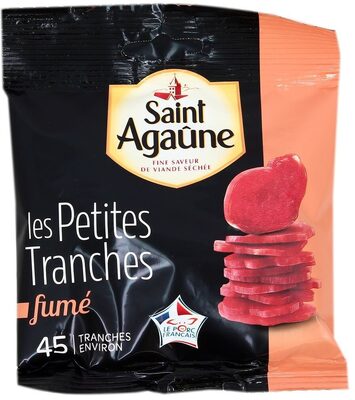 Saint
Agaûne
FINE SAVEUR
DE VIANDE SÉCHÉE
les Petites
Tranches
fumé
45 TRANCHES
ENVIRON
LE PORC
FRANÇAIS